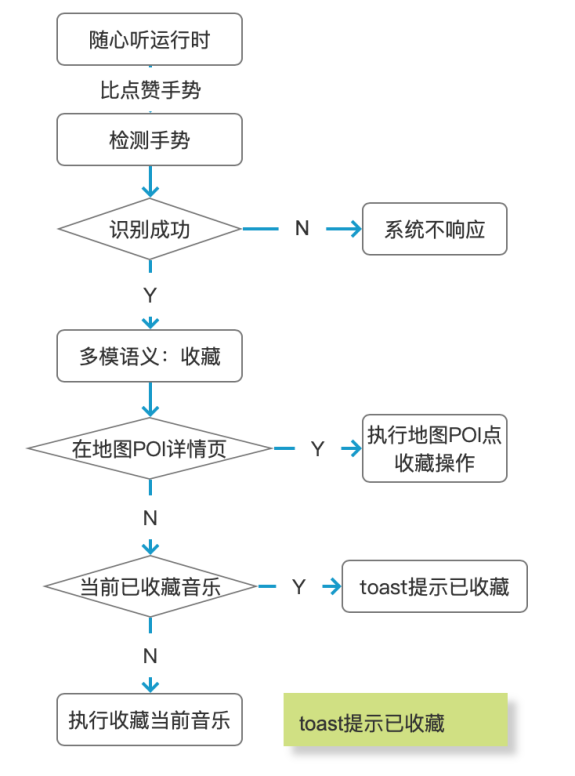 随心听运行时
比点赞手势
检测手势
识别成功
N
系统不响应
Y
多模语义：收藏
在地图POI详情页
Y
执行地图POI点
收藏操作
N
当前已收藏音乐
Y
toast提示已收藏
N
执行收藏当前音乐
toast提示已收藏